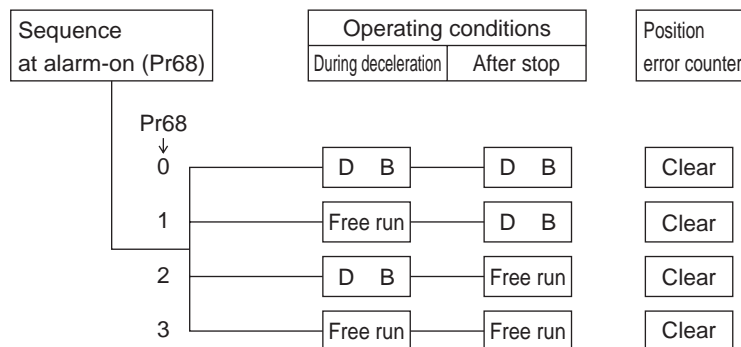 Sequence
at alarm-on (Pr68)
Operating conditions
During deceleration After stop
Position
error counter
Pr68
0 D B D B Clear
1 Free run D B Clear
2 D B Free run Clear
3 Free run Free run Clear